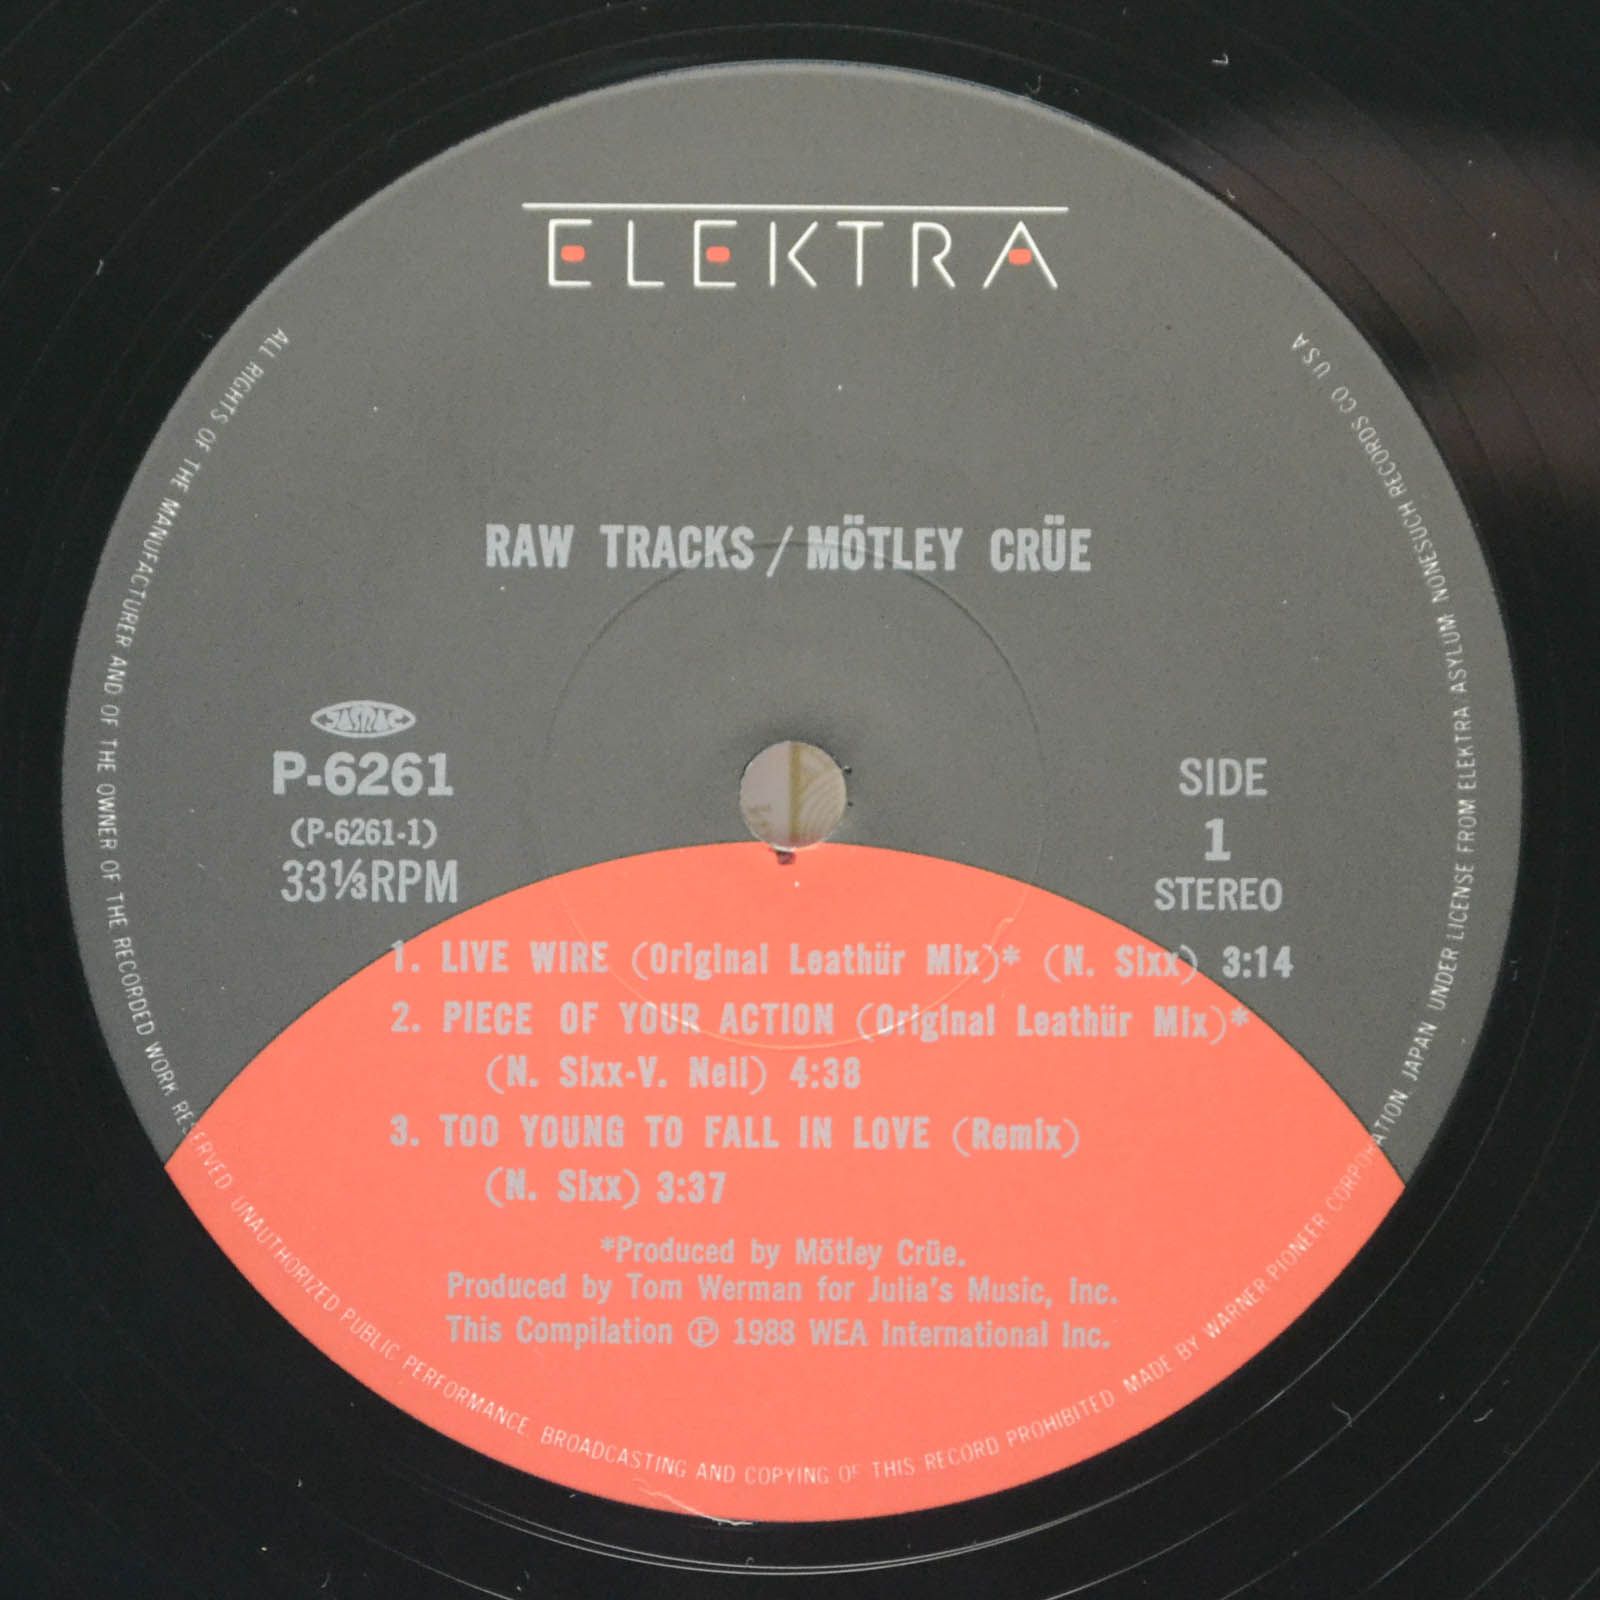 ELEKTRA
RAW TRACKS / MÖTLEY CRÜE
JASRAC
P-6261
(P-6261-1)
33⅓RPM
SIDE
1
STEREO
1. LIVE WIRE (Original Leathür Mix)* (N. Sixx) 3:14
2. PIECE OF YOUR ACTION (Original Leathür Mix)*
(N. Sixx-V. Neil) 4:38
3. TOO YOUNG TO FALL IN LOVE (Remix)
(N. Sixx) 3:37
*Produced by Mötley Crüe.
Produced by Tom Werman for Julia's Music, Inc.
This Compilation ℗ 1988 WEA International Inc.
ALL RIGHTS OF THE MANUFACTURER AND OF THE OWNER OF THE RECORDED WORK RESERVED UNAUTHORIZED PUBLIC PERFORMANCE, BROADCASTING AND COPYING OF THIS RECORD PROHIBITED MADE BY WARNER-PIONEER CORPORATION, JAPAN UNDER LICENSE FROM ELEKTRA ASYLUM NONESUCH RECORDS CO USA